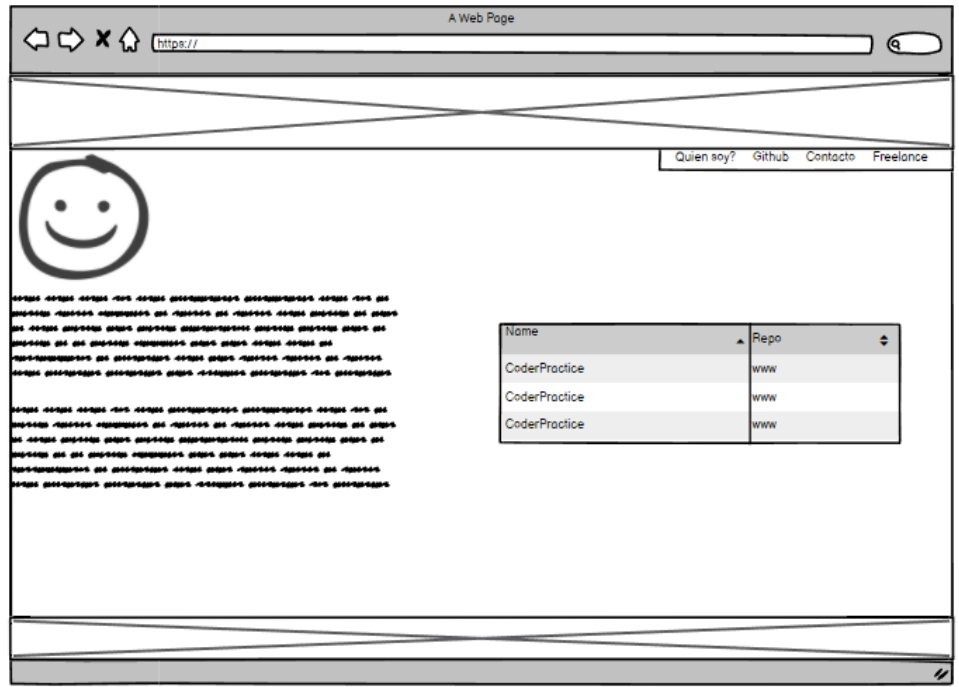 A Web Page
https://
Quien soy? Github Contacto Freelance
Name Repo
CoderPractice www
CoderPractice www
CoderPractice www